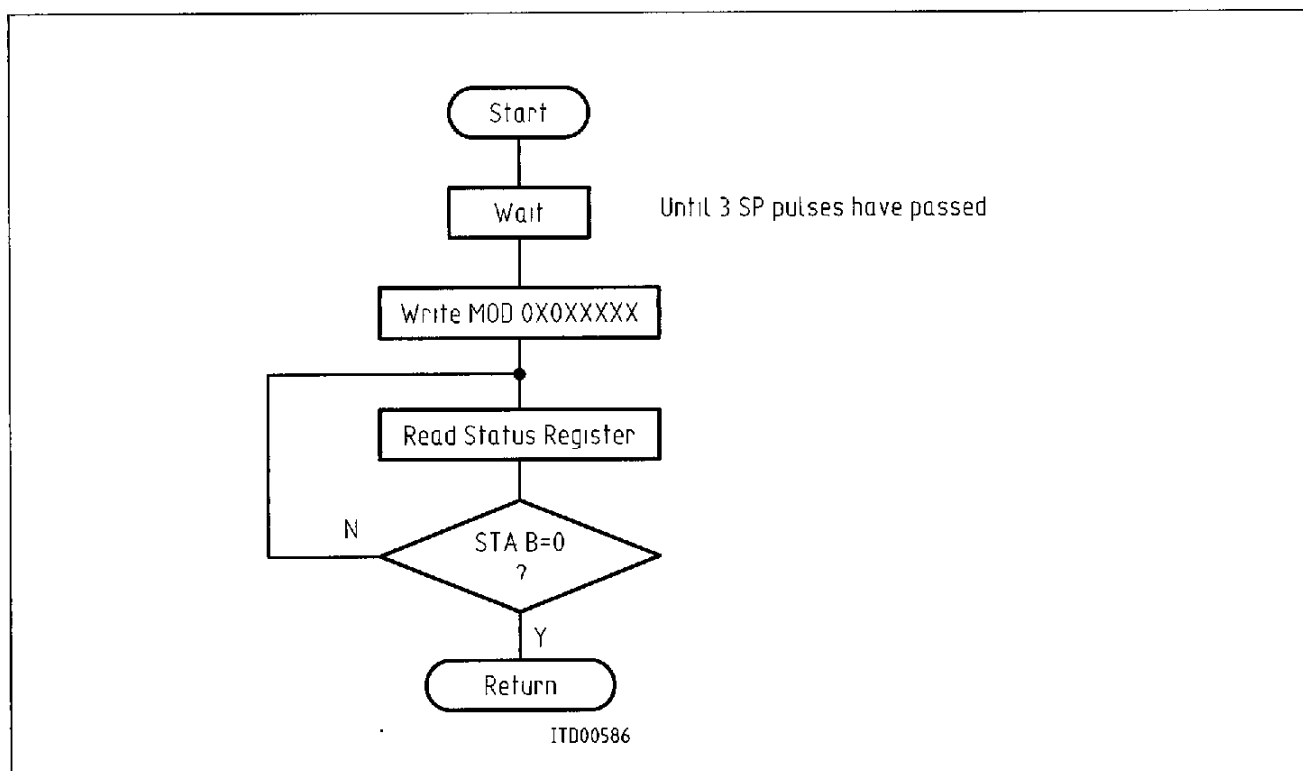 Start
Wait
Until 3 SP pulses have passed
Write MOD 0X0XXXXX
Read Status Register
N
STA B=0
?
Y
Return
ITD00586